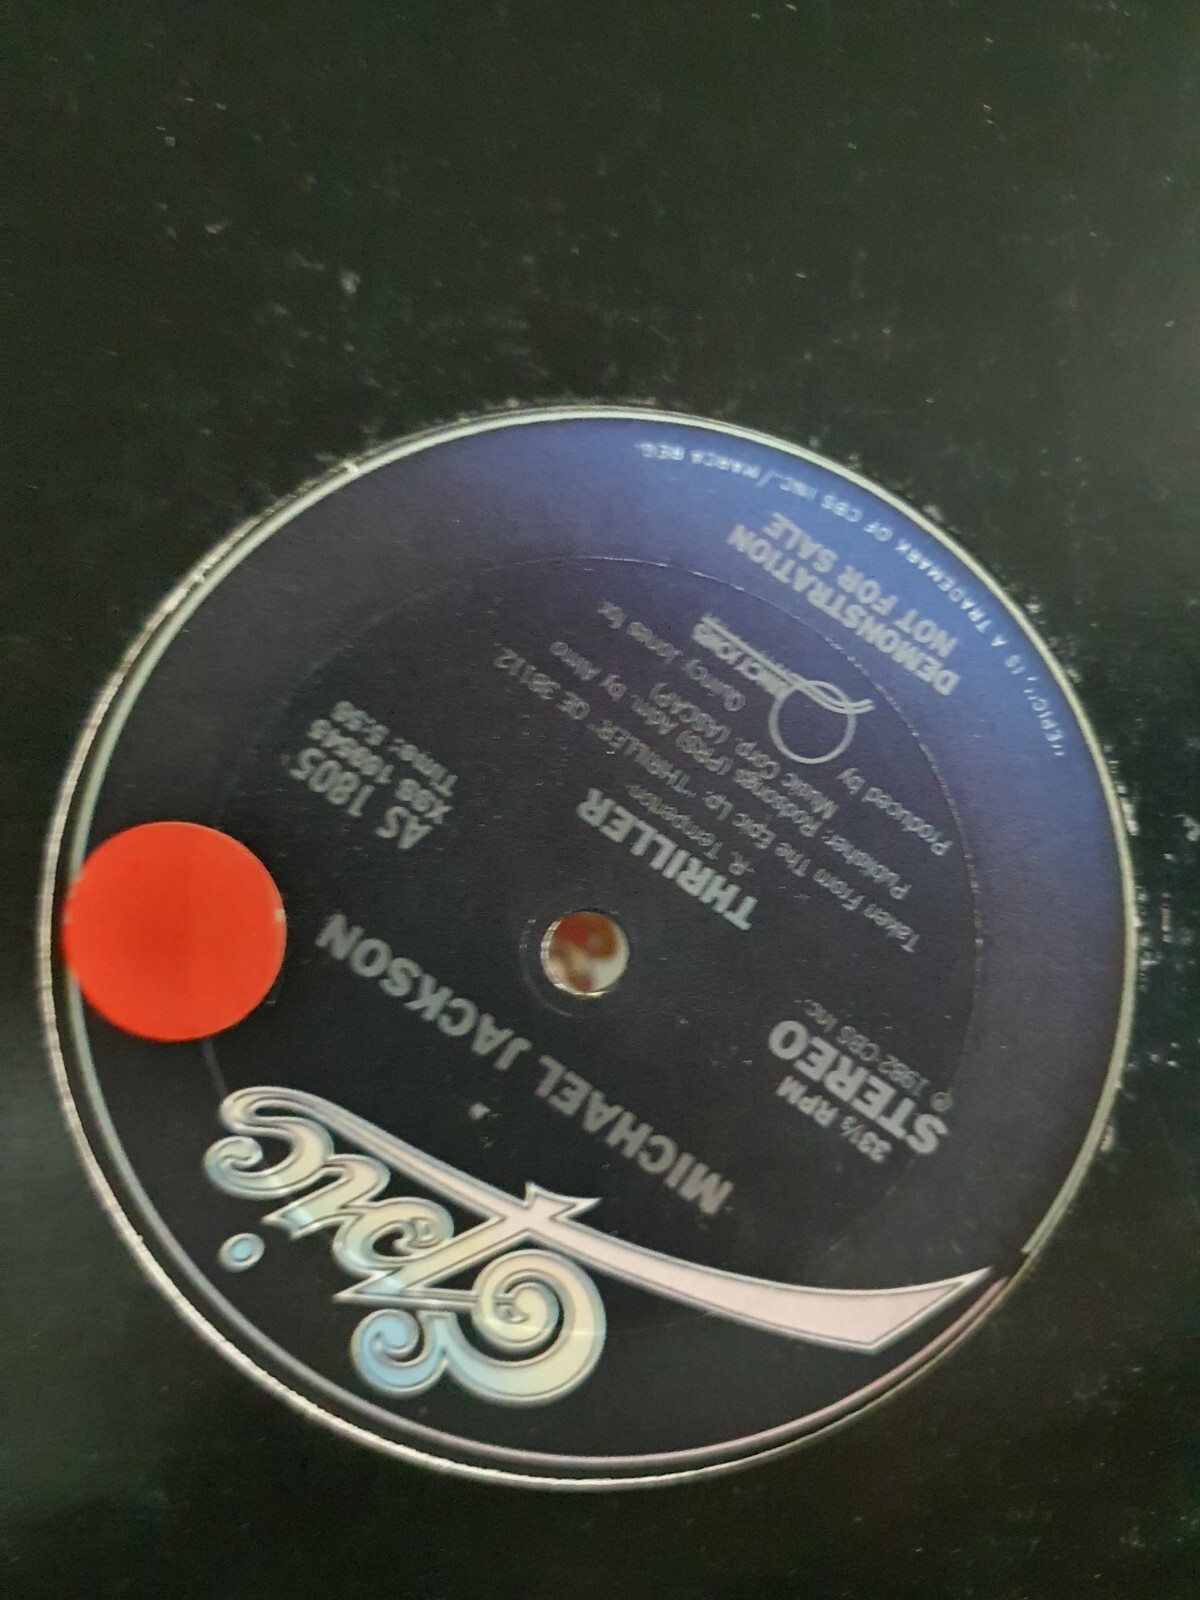 Epic
MICHAEL JACKSON
33⅓ RPM
STEREO
℗ 1982 CBS Inc.
AS 1805
Time: 5:56
THRILLER
-R. Temperton-
Taken From The Epic Lp. "THRILLER" QE 38112.
Publisher: Rodsongs (PRS) Adm. by Almo
Music Corp. (ASCAP)
Produced by Quincy Jones for
DEMONSTRATION
NOT FOR SALE
"EPIC", IS A TRADEMARK OF CBS INC./MARCA REG.